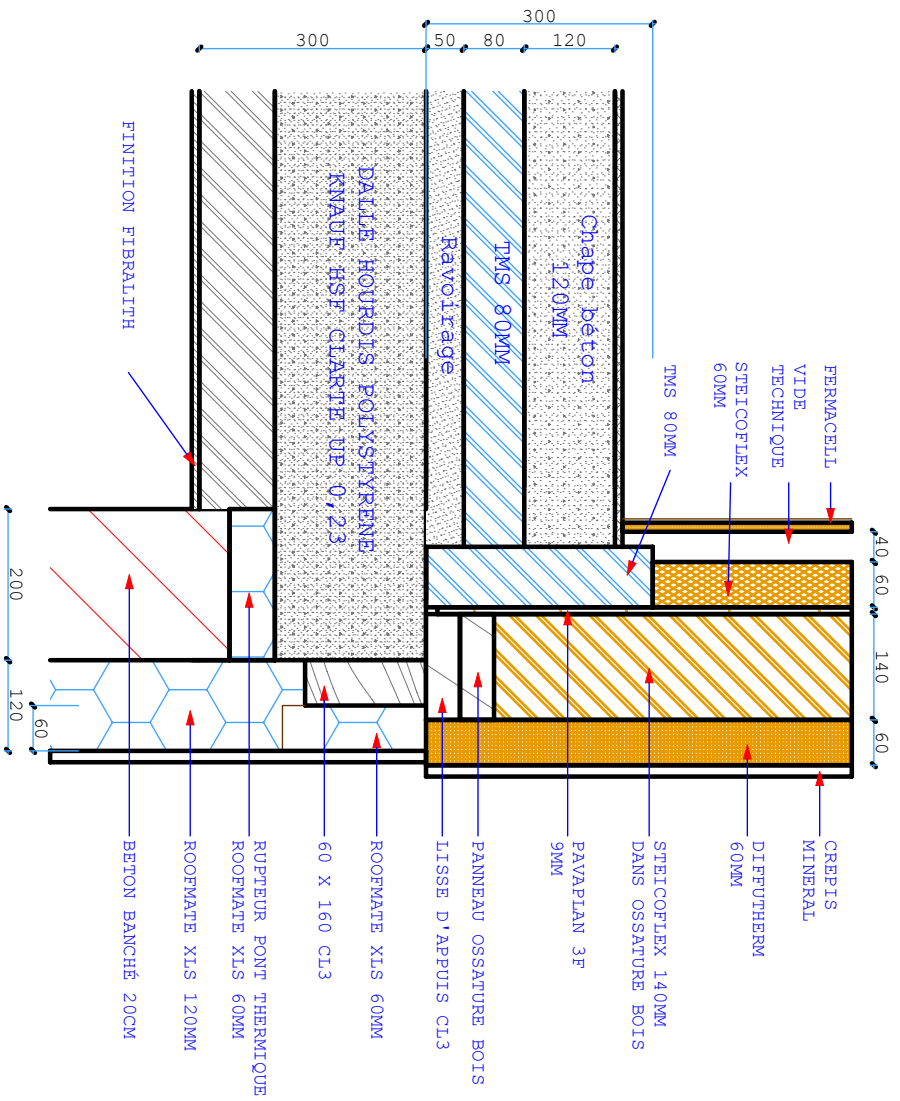 300
300
50
80
120
FINITION FIBRALITH
DALLE HOURDIS POLYSTYRENE
KNAUF HSF CLARTE UP 0,23
Ravoirage
TMS 80MM
Chape béton
120MM
TMS 80MM
STEICOFLEX
60MM
VIDE
TECHNIQUE
FERMACELL
40
60
140
60
200
120
60
CREPIS
MINERAL
DIFFUTHERM
60MM
STEICOFLEX 140MM
DANS OSSATURE BOIS
PAVAPLAN 3F
9MM
PANNEAU OSSATURE BOIS
LISSE D'APPUIS CL3
ROOFMATE XLS 60MM
60 X 160 CL3
RUPTEUR PONT THERMIQUE
ROOFMATE XLS 60MM
ROOFMATE XLS 120MM
BETON BANCHÉ 20CM